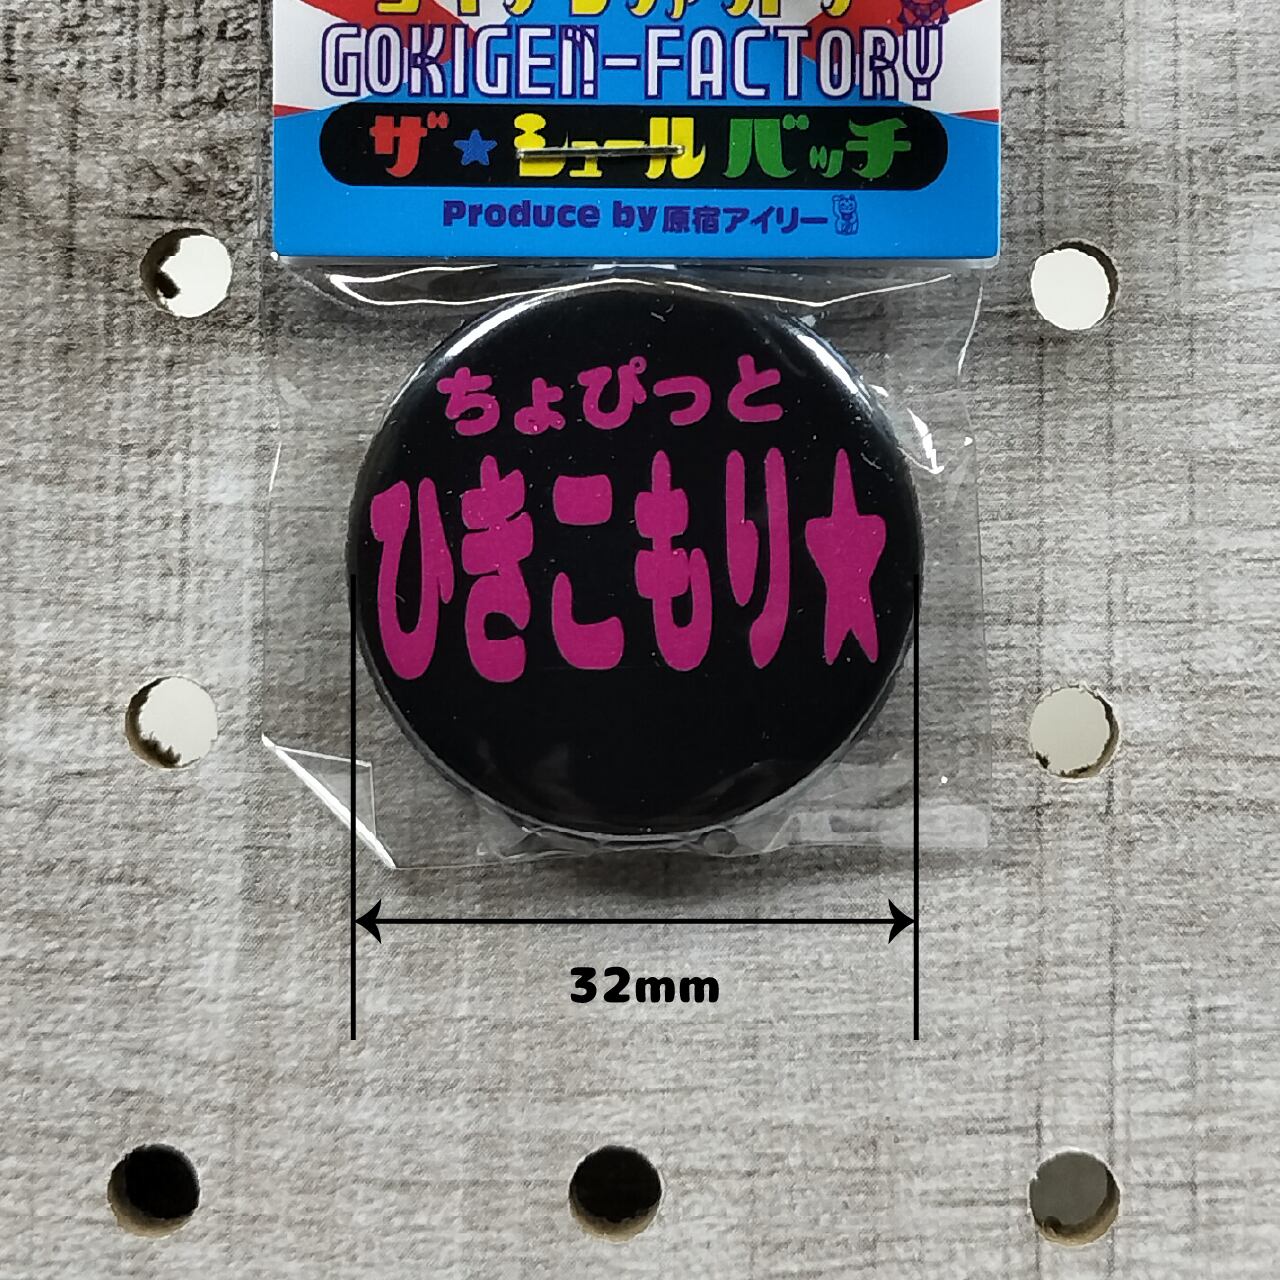 GOKIGEN-FACTORY
ザ★シュールバッチ
Produce by 原宿アイリー
ちょぴっと
ひきこもり★
32mm